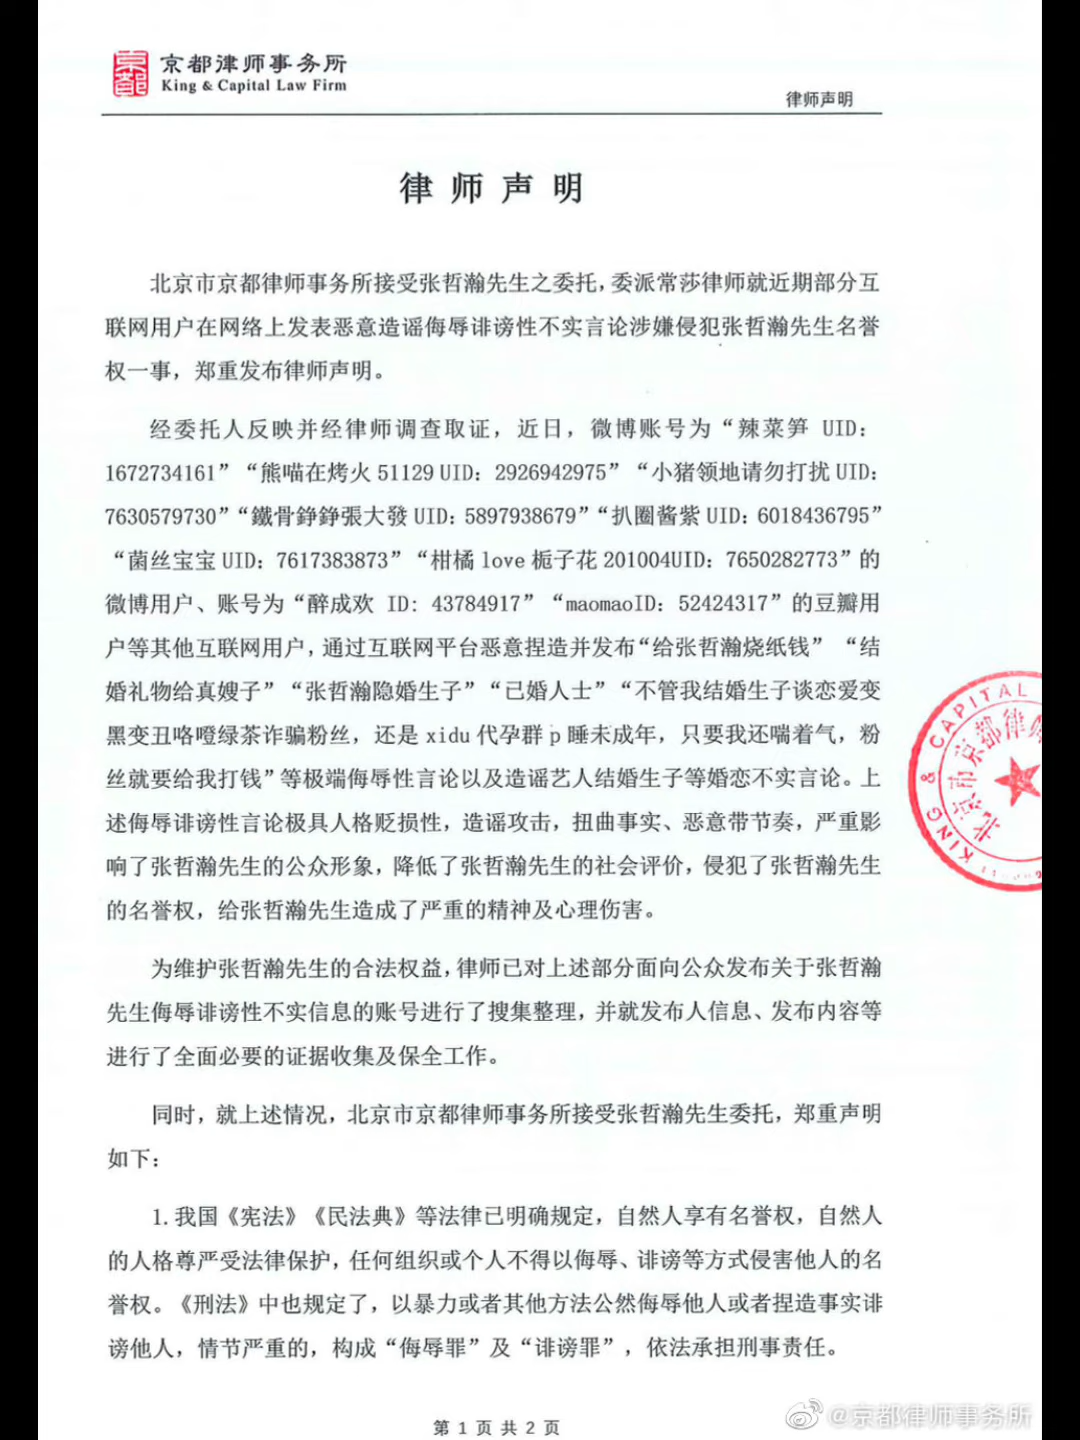 京都律师事务所
King & Capital Law Firm
律师声明
律师声明
北京市京都律师事务所接受张哲瀚先生之委托，委派常莎律师就近期部分互
联网用户在网络上发表恶意造谣侮辱诽谤性不实言论涉嫌侵犯张哲瀚先生名誉
权一事，郑重发布律师声明。
经委托人反映并经律师调查取证，近日，微博账号为“辣菜笋 UID：
1672734161”“熊喵在烤火 51129 UID：2926942975”“小猪领地请勿打扰 UID：
7630579730”“鐵骨錚錚張大發 UID：5897938679”“扒圈酱紫 UID：6018436795”
“菌丝宝宝 UID：7617383873”“柑橘 love 栀子花 201004UID：7650282773”的
微博用户、账号为“醉成欢 ID: 43784917”“maomaoID：52424317”的豆瓣用
户等其他互联网用户，通过互联网平台恶意捏造并发布“给张哲瀚烧纸钱” “结
婚礼物给真嫂子”“张哲瀚隐婚生子”“已婚人士”“不管我结婚生子谈恋爱变
黑变丑咯噔绿茶诈骗粉丝，还是 xidu 代孕群 p 睡未成年，只要我还喘着气，粉
丝就要给我打钱”等极端侮辱性言论以及造谣艺人结婚生子等婚恋不实言论。上
述侮辱诽谤性言论极具人格贬损性，造谣攻击，扭曲事实、恶意带节奏，严重影
响了张哲瀚先生的公众形象，降低了张哲瀚先生的社会评价，侵犯了张哲瀚先生
的名誉权，给张哲瀚先生造成了严重的精神及心理伤害。
为维护张哲瀚先生的合法权益，律师已对上述部分面向公众发布关于张哲瀚
先生侮辱诽谤性不实信息的账号进行了搜集整理，并就发布人信息、发布内容等
进行了全面必要的证据收集及保全工作。
同时，就上述情况，北京市京都律师事务所接受张哲瀚先生委托，郑重声明
如下：
1. 我国《宪法》《民法典》等法律已明确规定，自然人享有名誉权，自然人
的人格尊严受法律保护，任何组织或个人不得以侮辱、诽谤等方式侵害他人的名
誉权。《刑法》中也规定了，以暴力或者其他方法公然侮辱他人或者捏造事实诽
谤他人，情节严重的，构成“侮辱罪”及“诽谤罪”，依法承担刑事责任。
KING & CAPITAL
北京市京都律师
第 1 页 共 2 页
@京都律师事务所